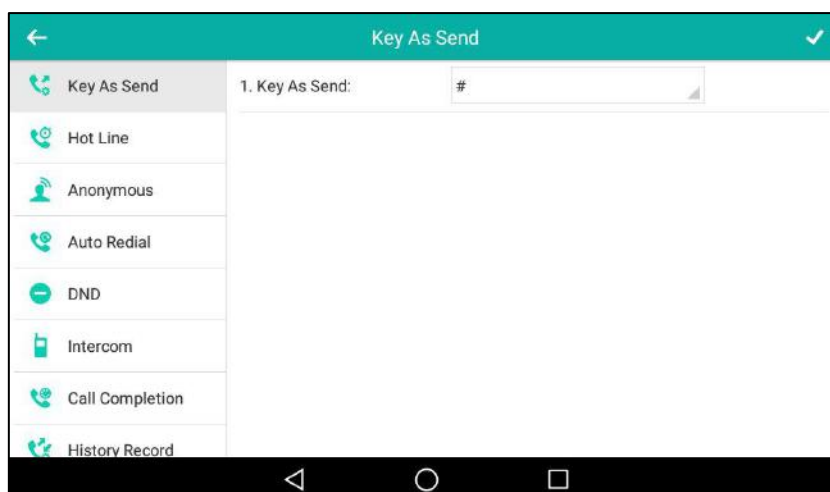 Key As Send
Key As Send
1. Key As Send:
#
Hot Line
Anonymous
Auto Redial
DND
Intercom
Call Completion
History Record